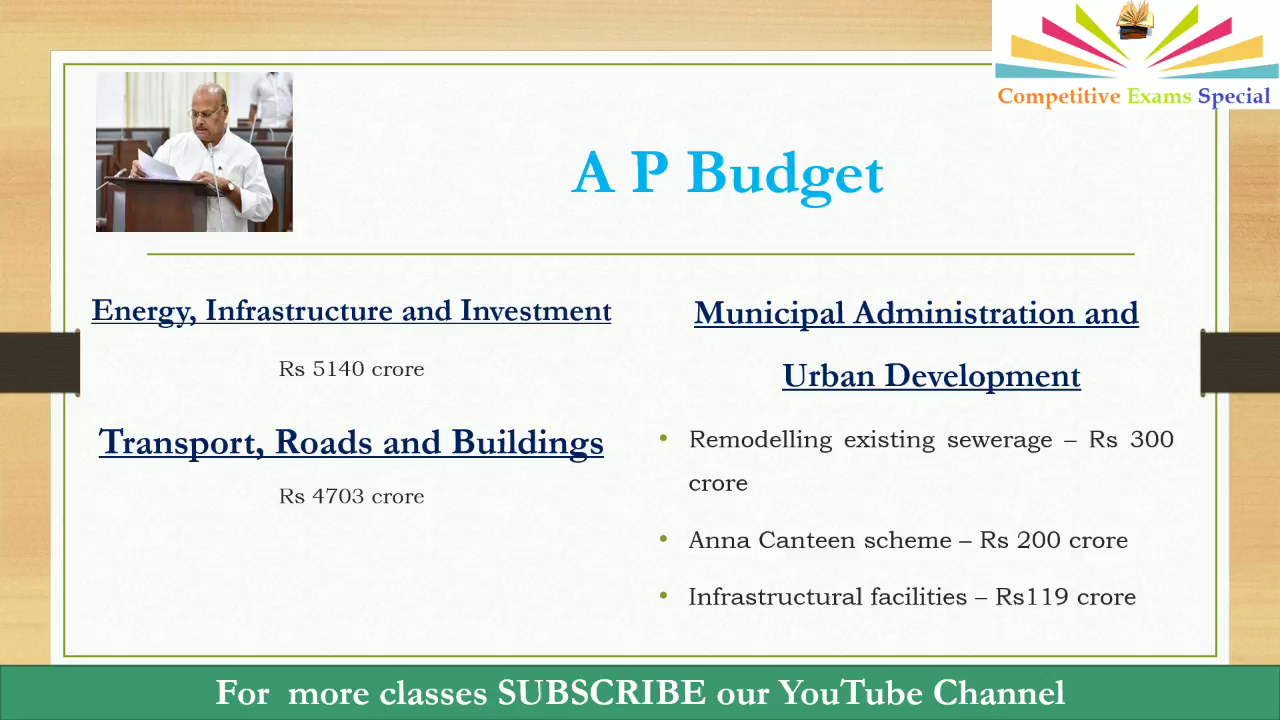 Competitive Exams Special
A P Budget
Energy, Infrastructure and Investment
Rs 5140 crore
Transport, Roads and Buildings
Rs 4703 crore
Municipal Administration and
Urban Development
• Remodelling existing sewerage – Rs 300
crore
• Anna Canteen scheme – Rs 200 crore
• Infrastructural facilities – Rs119 crore
For more classes SUBSCRIBE our YouTube Channel